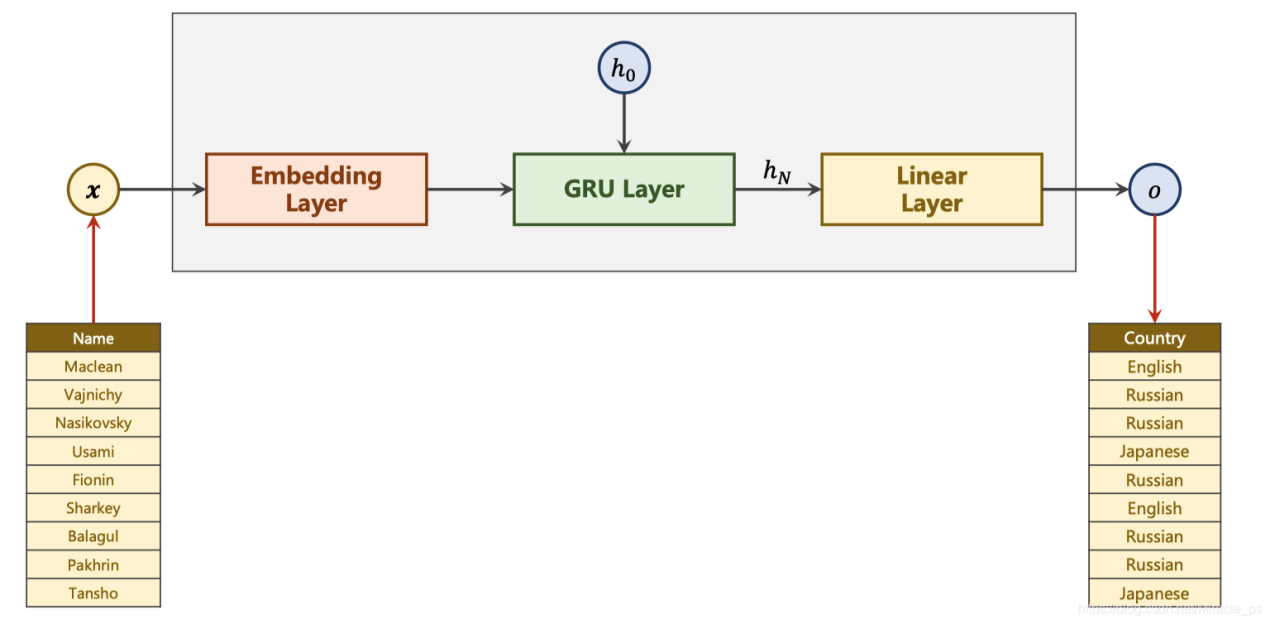 h0
x
Embedding
Layer
GRU Layer
hN
Linear
Layer
o
Name
Maclean
Vajnichy
Nasikovsky
Usami
Fionin
Sharkey
Balagul
Pakhrin
Tansho
Country
English
Russian
Russian
Japanese
Russian
English
Russian
Russian
Japanese